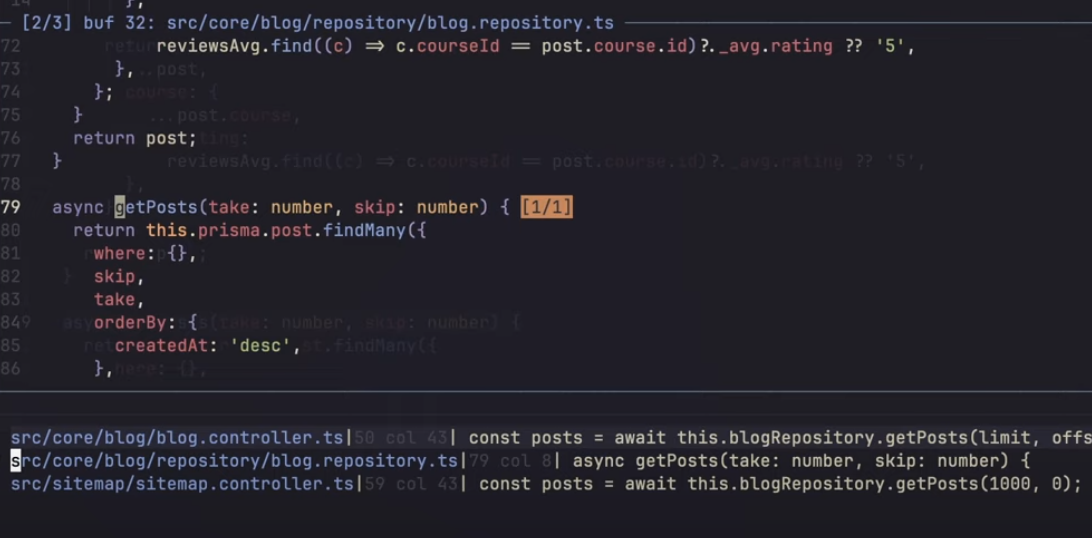 [2/3] buf 32: src/core/blog/repository/blog.repository.ts
72 reviewsAvg.find((c) => c.courseId == post.course.id)?._avg.rating ?? '5',
73 },
74 };
75 }
76 return post;
77 }
78
79 async getPosts(take: number, skip: number) { [1/1]
80 return this.prisma.post.findMany({
81 where: {},
82 skip,
83 take,
84 orderBy: {
85 createdAt: 'desc',
86 },
src/core/blog/blog.controller.ts|50 col 43| const posts = await this.blogRepository.getPosts(limit, offs
src/core/blog/repository/blog.repository.ts|79 col 8| async getPosts(take: number, skip: number) {
src/sitemap/sitemap.controller.ts|59 col 43| const posts = await this.blogRepository.getPosts(1000, 0);